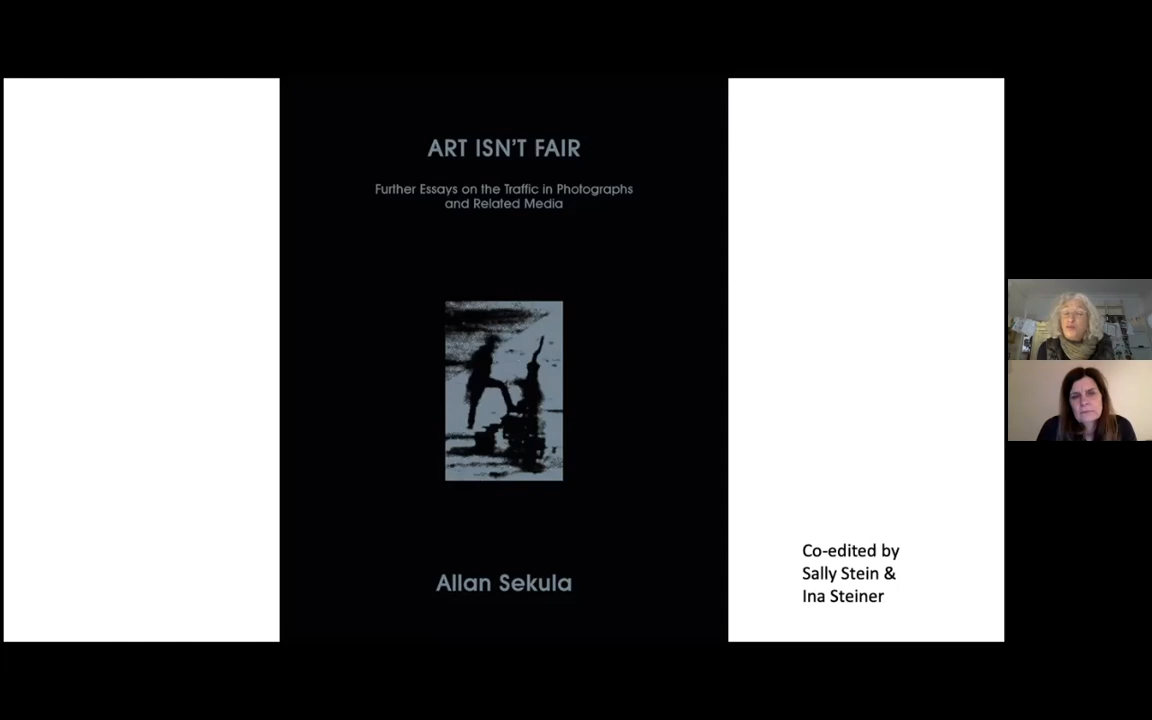 ART ISN'T FAIR
Further Essays on the Traffic in Photographs
and Related Media
Allan Sekula
Co-edited by
Sally Stein &
Ina Steiner